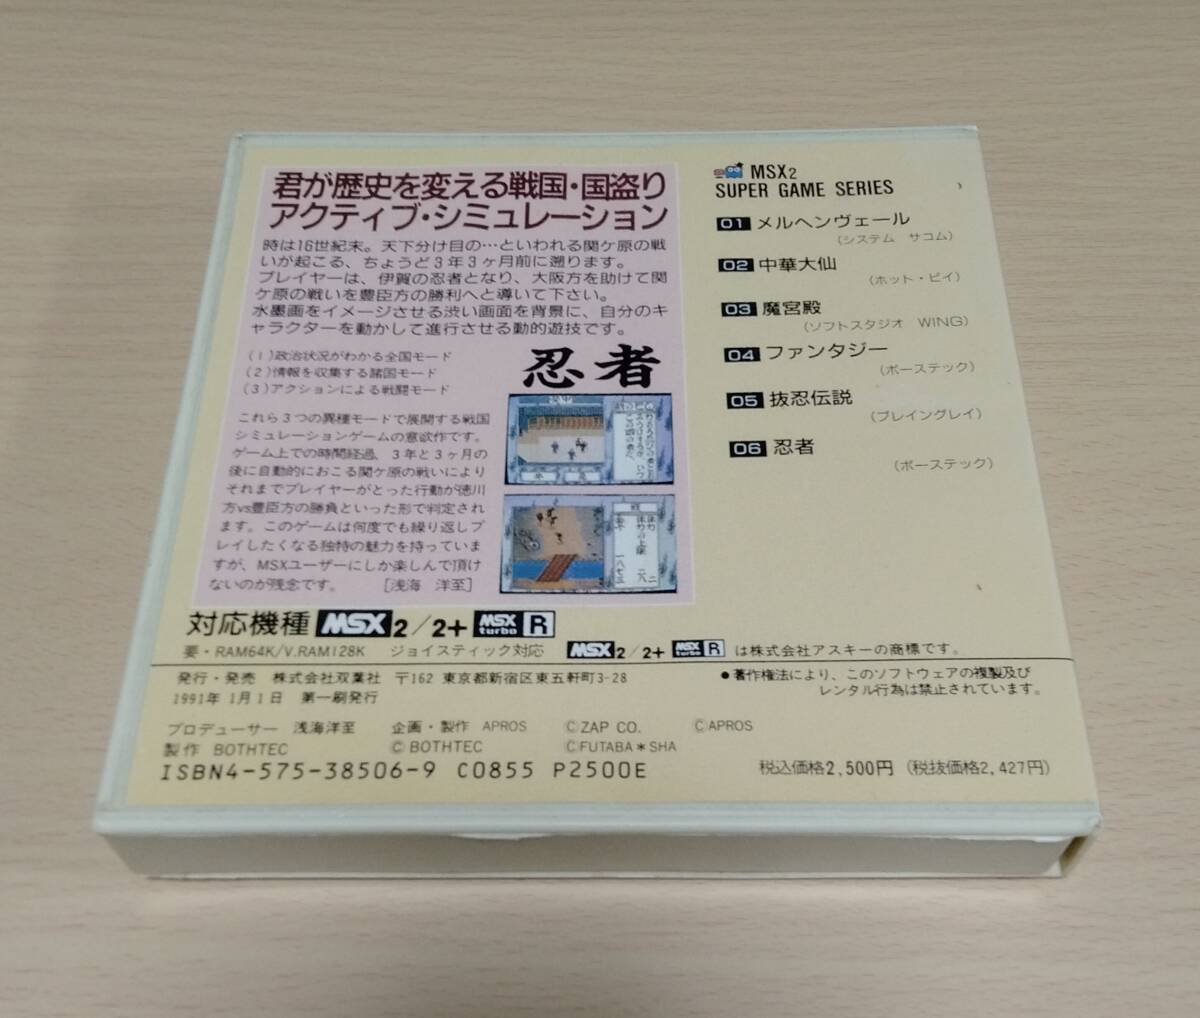 君が歴史を変える戦国・国盗り
アクティブ・シミュレーション
時は16世紀末。天下分け目の…といわれる関ケ原の戦
いが起こる、ちょうど3年3ヶ月前に遡ります。
プレイヤーは、伊賀の忍者となり、大阪方を助けて関
ケ原の戦いを豊臣方の勝利へと導いて下さい。
水墨画をイメージさせる渋い画面を背景に、自分のキ
ャラクターを動かして進行させる動的遊技です。
(1)政治状況がわかる全国モード
(2)情報を収集する諸国モード
(3)アクションによる戦闘モード
忍者
これら3つの異種モードで展開する戦国
シミュレーションゲームの意欲作です。
ゲーム上での時間経過、3年と3ヶ月の
後に自動的におこる関ケ原の戦いにより
それまでプレイヤーがとった行動が徳川
方vs豊臣方の勝負といった形で判定され
ます。このゲームは何度でも繰り返しプ
レイしたくなる独特の魅力を持っていま
すが、MSXユーザーにしか楽しんで頂け
ないのが残念です。 [浅海 洋至]
MSX2
SUPER GAME SERIES
01 メルヘンヴェール
(システム サコム)
02 中華大仙
(ホット・ビイ)
03 魔宮殿
(ソフトスタジオ WING)
04 ファンタジー
(ボーステック)
05 抜忍伝説
(ブレイングレイ)
06 忍者
(ボーステック)
対応機種 MSX 2/2+ MSX turbo R
要・RAM64K/V.RAM128K ジョイスティック対応
MSX 2/2+ MSX turbo R は株式会社アスキーの商標です。
発行・発売 株式会社双葉社 〒162 東京都新宿区東五軒町3-28
1991年1月1日 第一刷発行
●著作権法により、このソフトウェアの複製及び
レンタル行為は禁止されています。
プロデューサー 浅海洋至 企画・製作 APROS ©ZAP CO. ©APROS
製作 BOTHTEC ©BOTHTEC ©FUTABA*SHA
ISBN4-575-38506-9 C0855 P2500E
税込価格2,500円 (税抜価格2,427円)